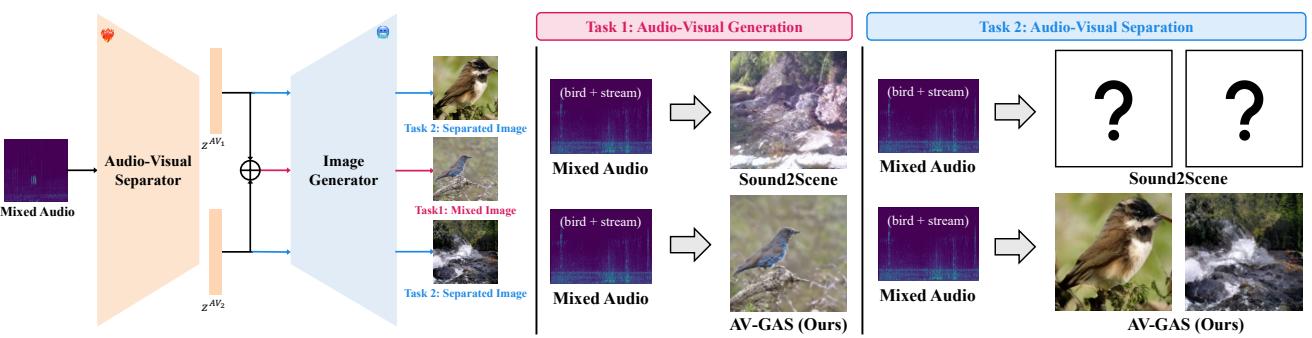 Mixed Audio
Audio-Visual
Separator
z^{AV_1}
z^{AV_2}
Image
Generator
Task 2: Separated Image
Task1: Mixed Image
Task 2: Separated Image
Task 1: Audio-Visual Generation
(bird + stream)
Mixed Audio
Sound2Scene
(bird + stream)
Mixed Audio
AV-GAS (Ours)
Task 2: Audio-Visual Separation
(bird + stream)
Mixed Audio
? ?
Sound2Scene
(bird + stream)
Mixed Audio
AV-GAS (Ours)